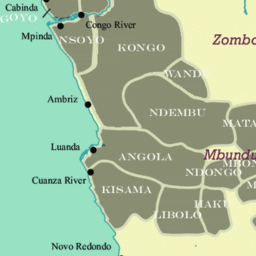 Cabinda
GOYO
Congo River
Mpinda
NSOYO
KONGO
Zombo
WANDU
Ambriz
NDEMBU
MATA
Luanda
ANGOLA
Mbundu
MBON
NDONGO
Cuanza River
KISAMA
HAKU
LIBOLO
Novo Redondo